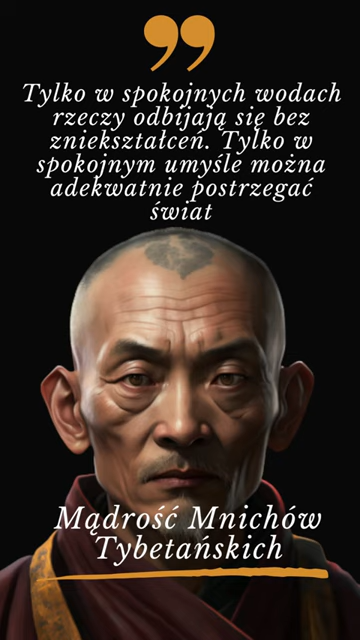 Tylko w spokojnych wodach
rzeczy odbijają się bez
zniekształceń. Tylko w
spokojnym umyśle można
adekwatnie postrzegać
świat
Mądrość Mnichów
Tybetańskich